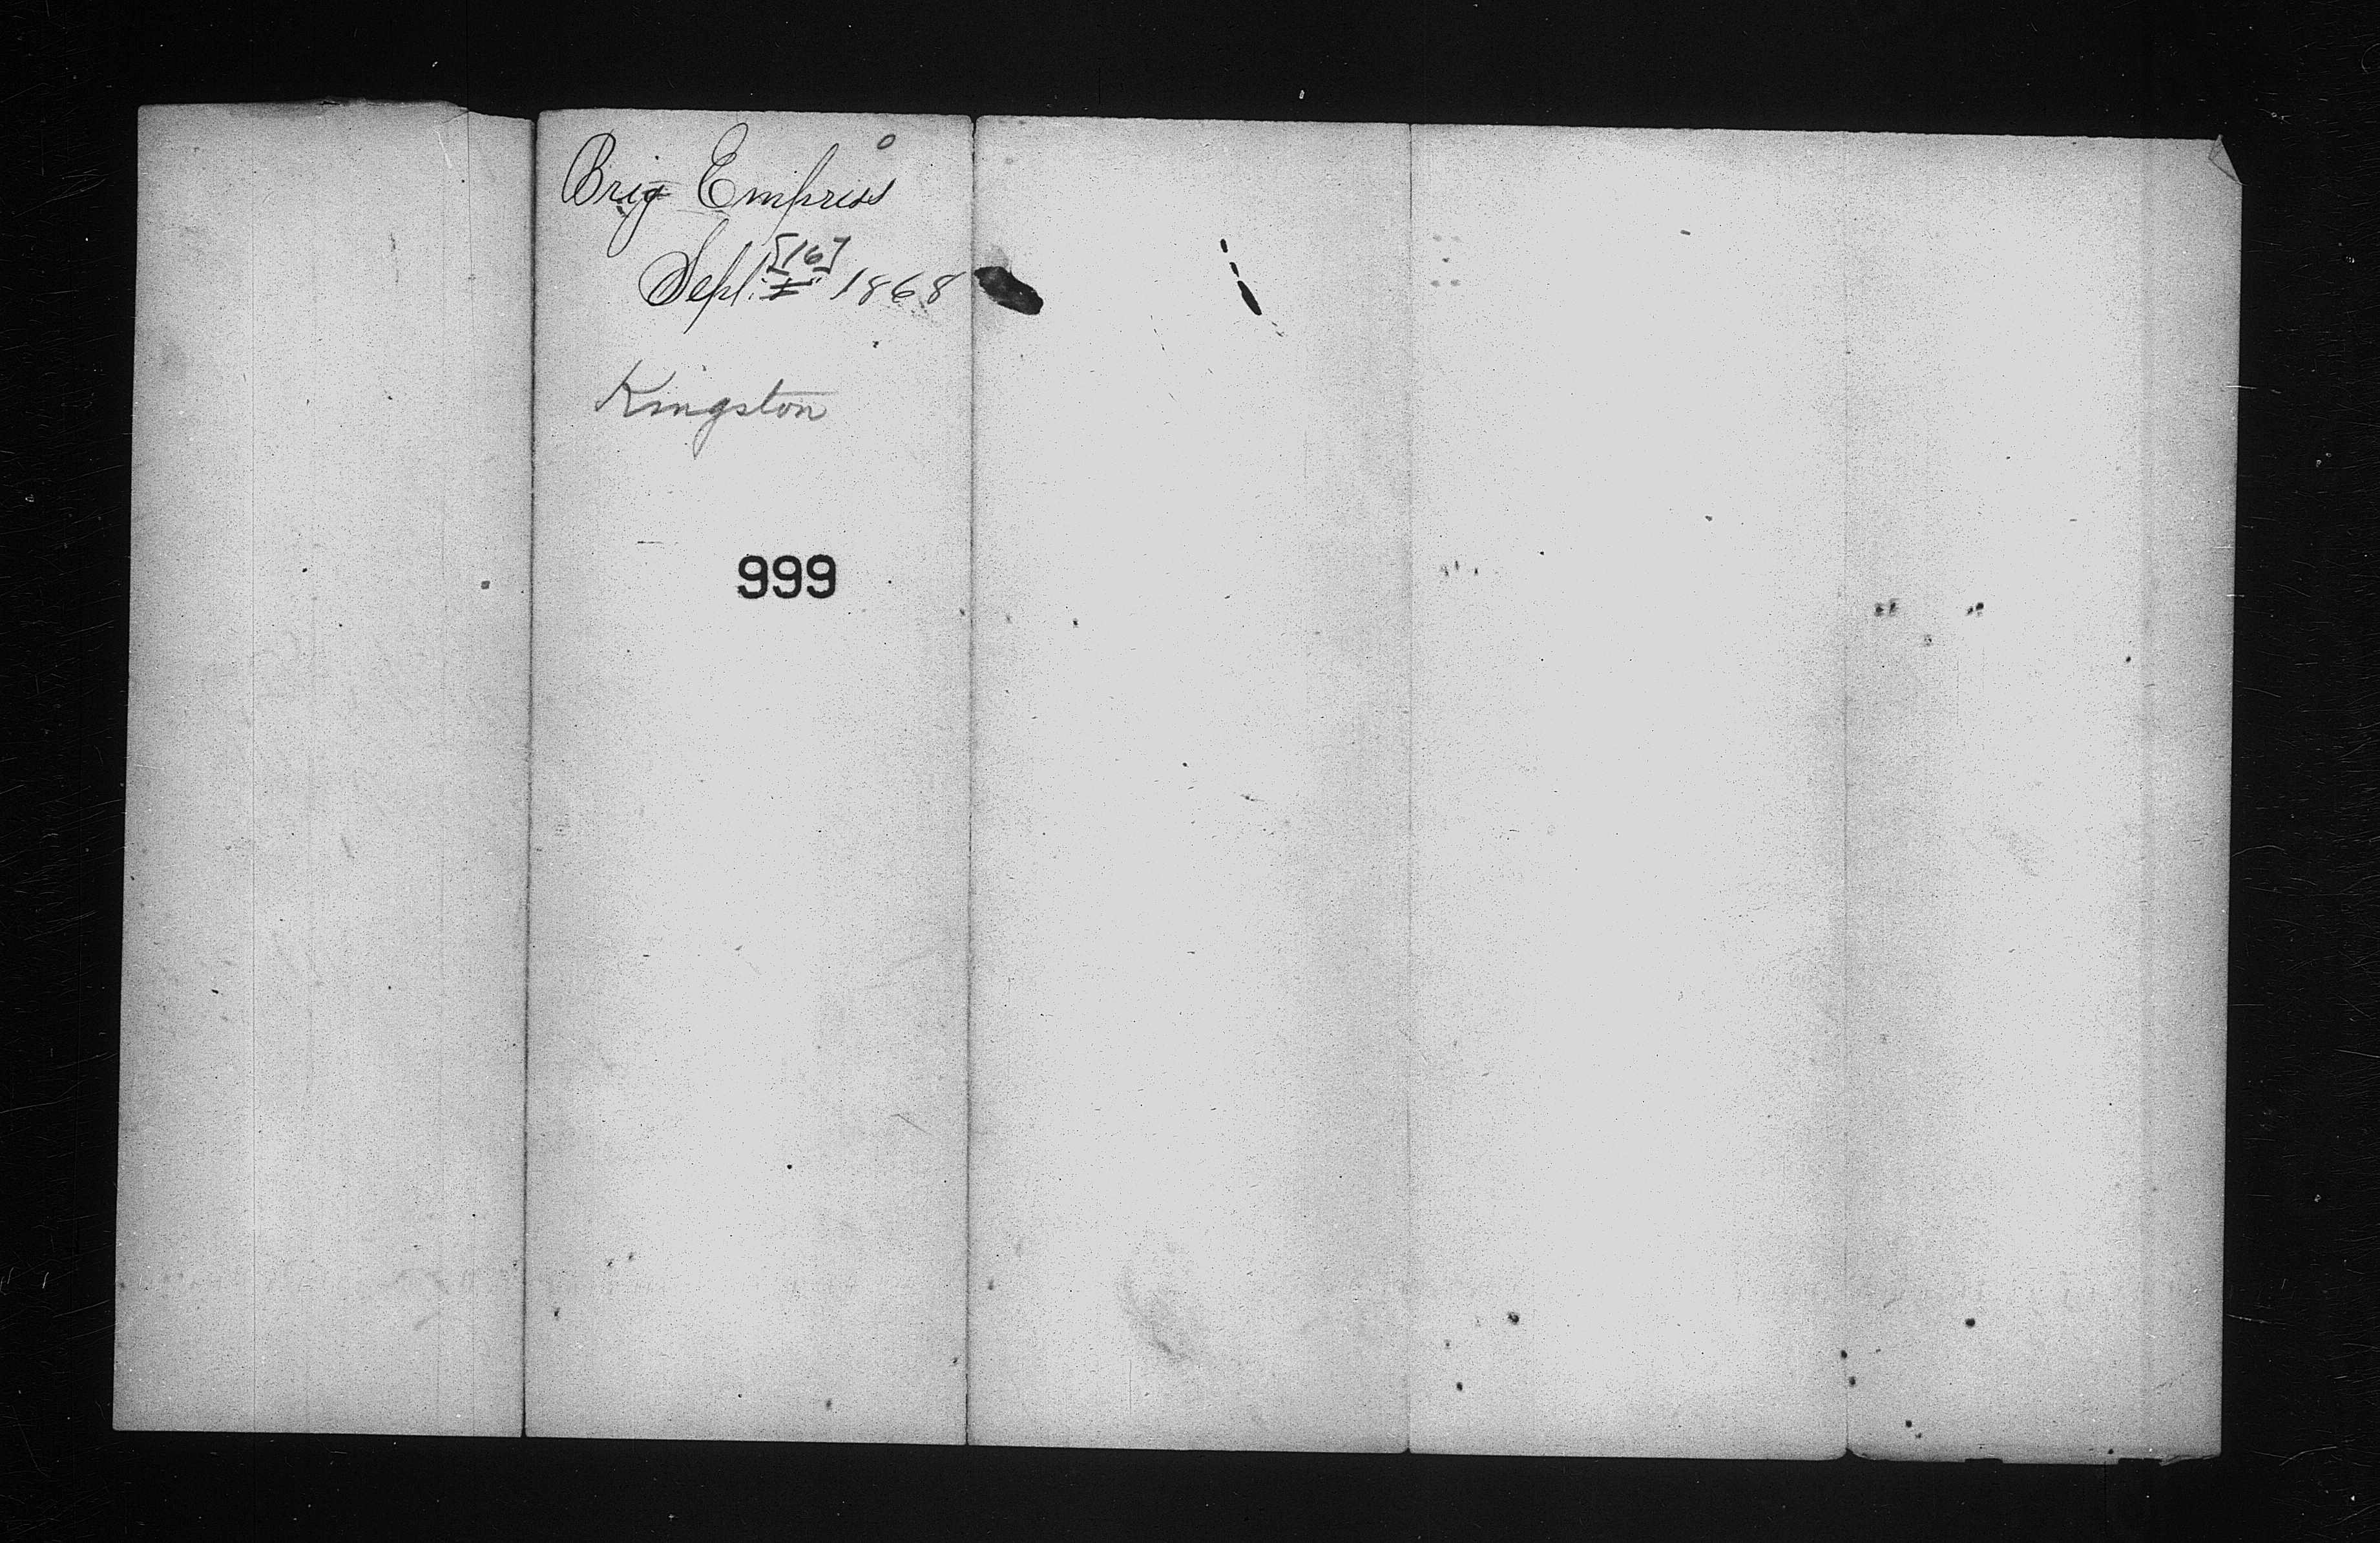 Brig Empress
Sept. [16] 1868
Kingston
999